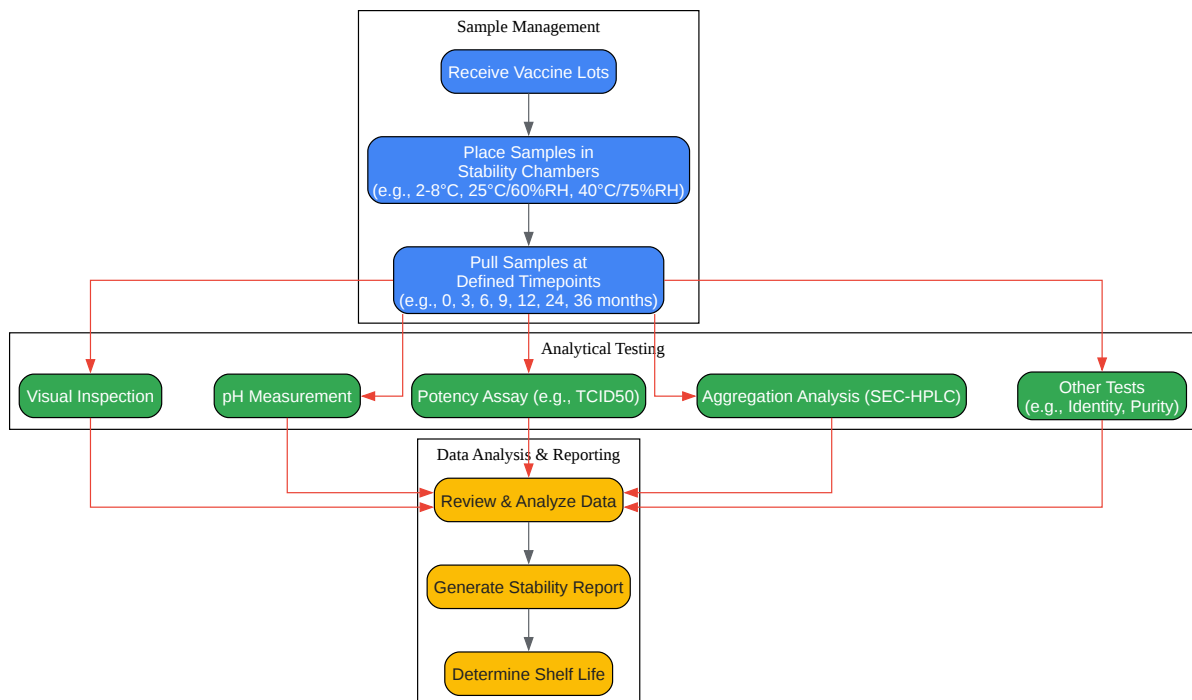 Sample Management
Receive Vaccine Lots
Place Samples in
Stability Chambers
(e.g., 2-8°C, 25°C/60%RH, 40°C/75%RH)
Pull Samples at
Defined Timepoints
(e.g., 0, 3, 6, 9, 12, 24, 36 months)
Analytical Testing
Visual Inspection
pH Measurement
Potency Assay (e.g., TCID50)
Aggregation Analysis (SEC-HPLC)
Other Tests
(e.g., Identity, Purity)
Data Analysis & Reporting
Review & Analyze Data
Generate Stability Report
Determine Shelf Life